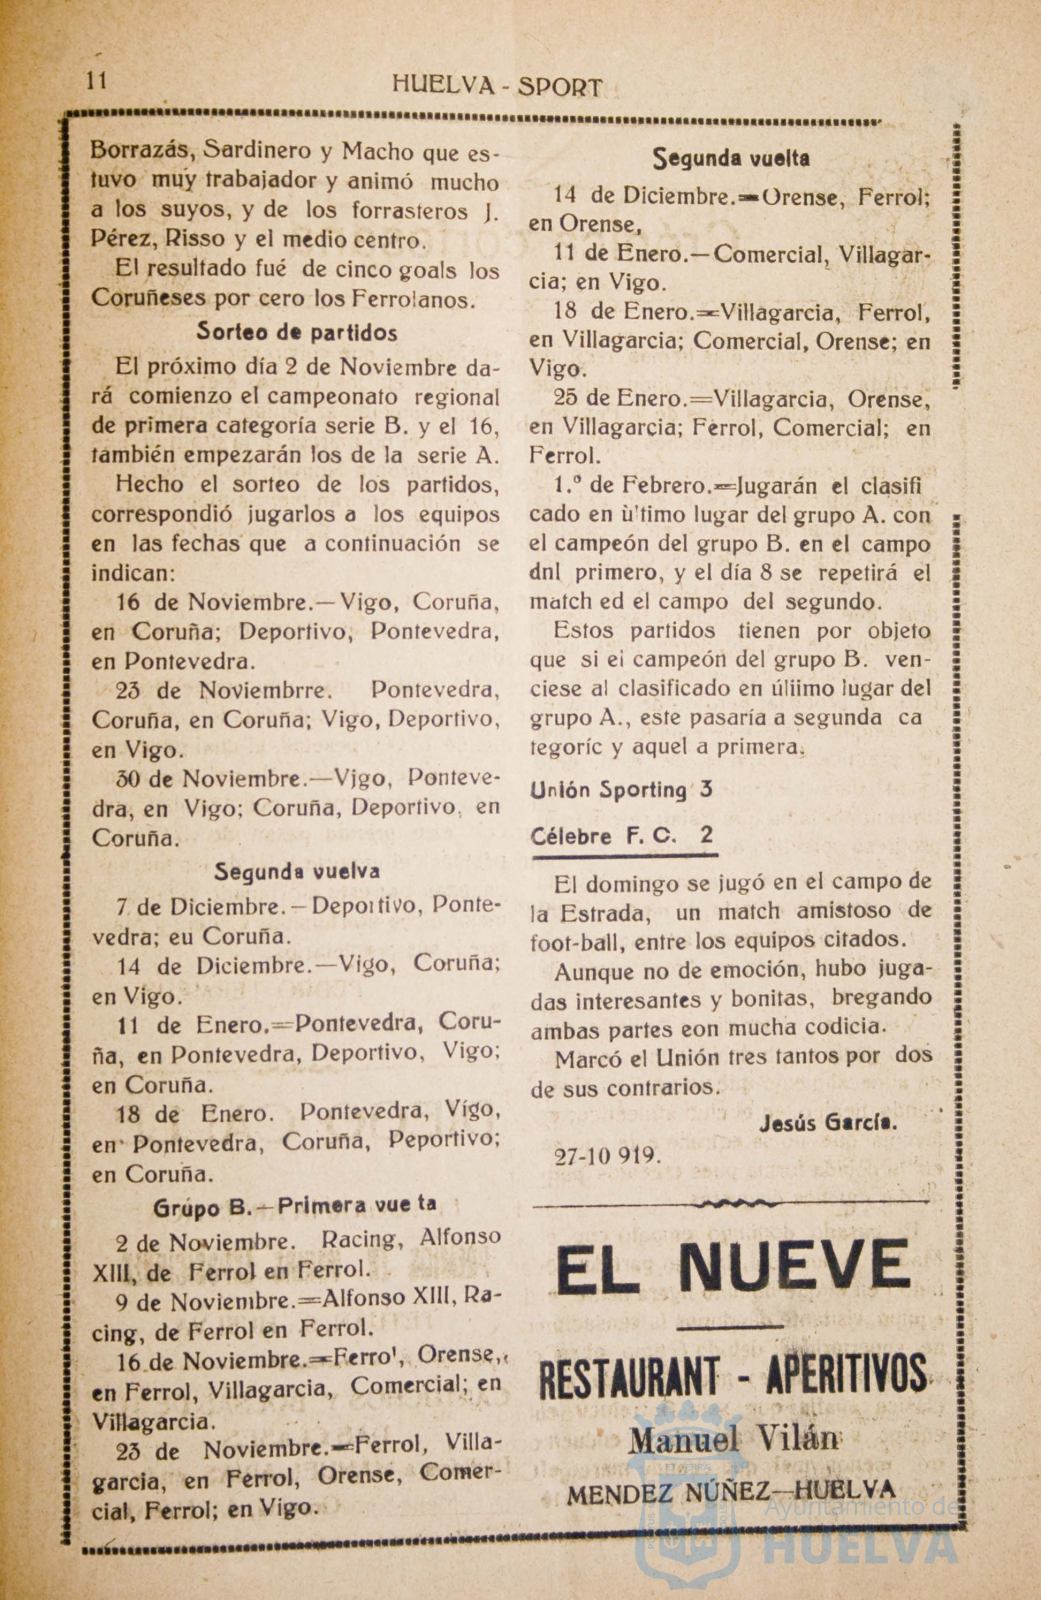 11
HUELVA - SPORT
Borrazás, Sardinero y Macho que es-
tuvo muy trabajador y animó mucho
a los suyos, y de los forrasteros J.
Pérez, Risso y el medio centro.
El resultado fué de cinco goals los
Coruñeses por cero los Ferrolanos.
Sorteo de partidos
El próximo día 2 de Noviembre da-
rá comienzo el campeonato regional
de primera categoría serie B. y el 16,
también empezarán los de la serie A.
Hecho el sorteo de los partidos,
correspondió jugarlos a los equipos
en las fechas que a continuación se
indican:
16 de Noviembre.—Vigo, Coruña,
en Coruña; Deportivo, Pontevedra,
en Pontevedra.
23 de Noviembrre. Pontevedra,
Coruña, en Coruña; Vigo, Deportivo,
en Vigo.
30 de Noviembre.—Vigo, Ponteve-
dra, en Vigo; Coruña, Deportivo, en
Coruña.
Segunda vuelva
7 de Diciembre.—Deportivo, Ponte-
vedra; eu Coruña.
14 de Diciembre.—Vigo, Coruña;
en Vigo.
11 de Enero.=Pontevedra, Coru-
ña, en Pontevedra, Deportivo, Vigo;
en Coruña.
18 de Enero. Pontevedra, Vígo,
en Pontevedra, Coruña, Peportivo;
en Coruña.
Grupo B.—Primera vue ta
2 de Noviembre. Racing, Alfonso
XIII, de Ferrol en Ferrol.
9 de Noviembre.=Alfonso XIII, Ra-
cing, de Ferrol en Ferrol.
16 de Noviembre.=Ferro', Orense,
en Ferrol, Villagarcia, Comercial; en
Villagarcia.
23 de Noviembre.=Ferrol, Villa-
garcia, en Ferrol, Orense, Comer-
cial, Ferrol; en Vigo.
Segunda vuelta
14 de Diciembre.=Orense, Ferrol;
en Orense,
11 de Enero.—Comercial, Villagar-
cia; en Vigo.
18 de Enero.=Villagarcia, Ferrol,
en Villagarcia; Comercial, Orense; en
Vigo.
25 de Enero.=Villagarcia, Orense,
en Villagarcia; Ferrol, Comercial; en
Ferrol.
1.º de Febrero.=Jugarán el clasifi
cado en ù'timo lugar del grupo A. con
el campeón del grupo B. en el campo
dnl primero, y el día 8 se repetirá el
match ed el campo del segundo.
Estos partidos tienen por objeto
que si ei campeón del grupo B. ven-
ciese al clasificado en úliimo lugar del
grupo A., este pasaría a segunda ca
tegoríc y aquel a primera.
Unión Sporting 3
Célebre F. C. 2
El domingo se jugó en el campo de
la Estrada, un match amistoso de
foot-ball, entre los equipos citados.
Aunque no de emoción, hubo juga-
das interesantes y bonitas, bregando
ambas partes eon mucha codicia.
Marcó el Unión tres tantos por dos
de sus contrarios.
Jesús García.
27-10 919.
EL NUEVE
RESTAURANT - APERITIVOS
Manuel Vilán
MENDEZ NÚÑEZ—HUELVA
Ayuntamiento de
HUELVA